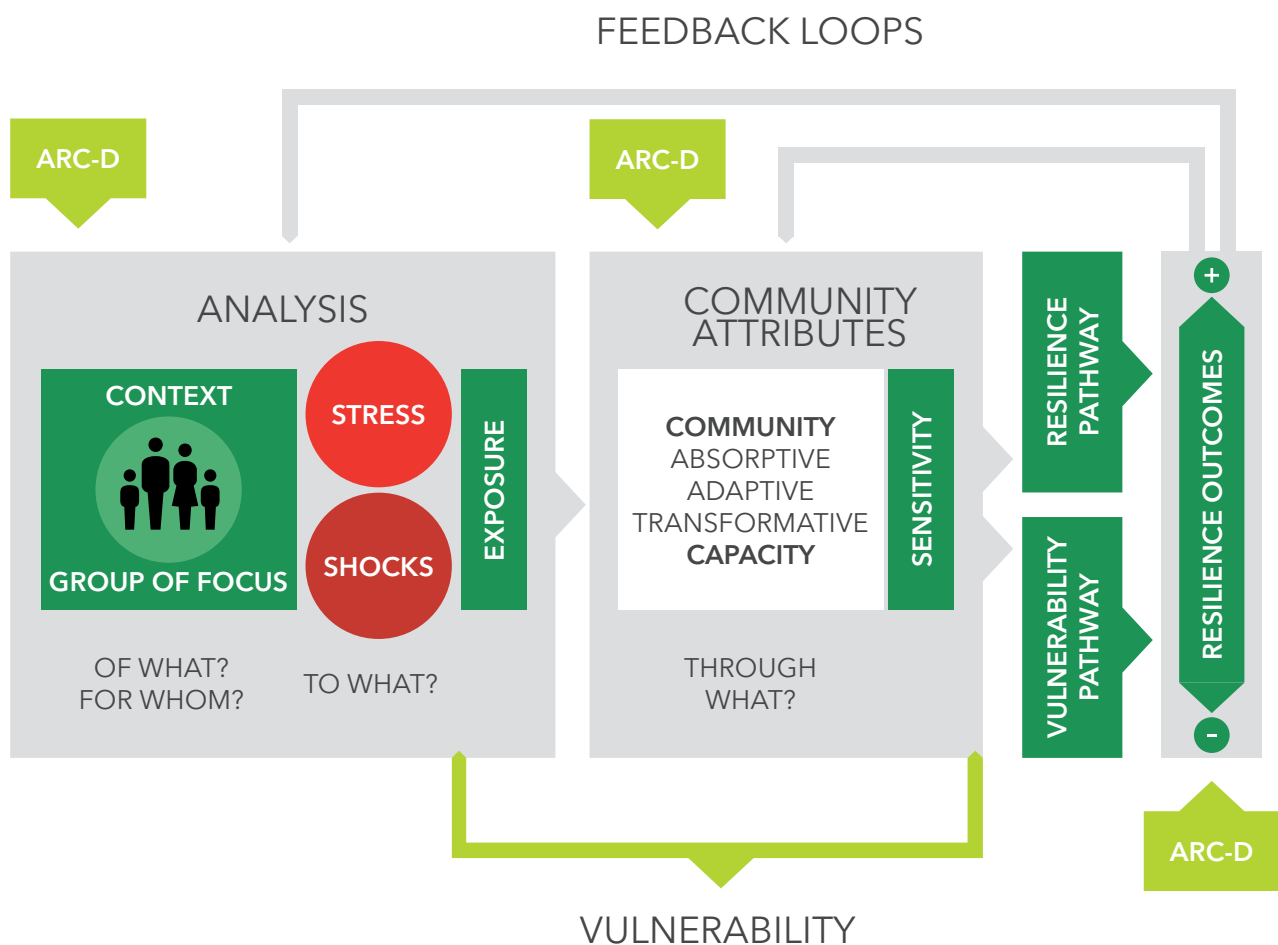 FEEDBACK LOOPS
ARC-D
ARC-D
ANALYSIS
CONTEXT
GROUP OF FOCUS
STRESS
SHOCKS
EXPOSURE
OF WHAT?
FOR WHOM?
TO WHAT?
COMMUNITY
ATTRIBUTES
COMMUNITY
ABSORPTIVE
ADAPTIVE
TRANSFORMATIVE
CAPACITY
SENSITIVITY
THROUGH
WHAT?
RESILIENCE
PATHWAY
VULNERABILITY
PATHWAY
+
RESILIENCE OUTCOMES
-
ARC-D
VULNERABILITY